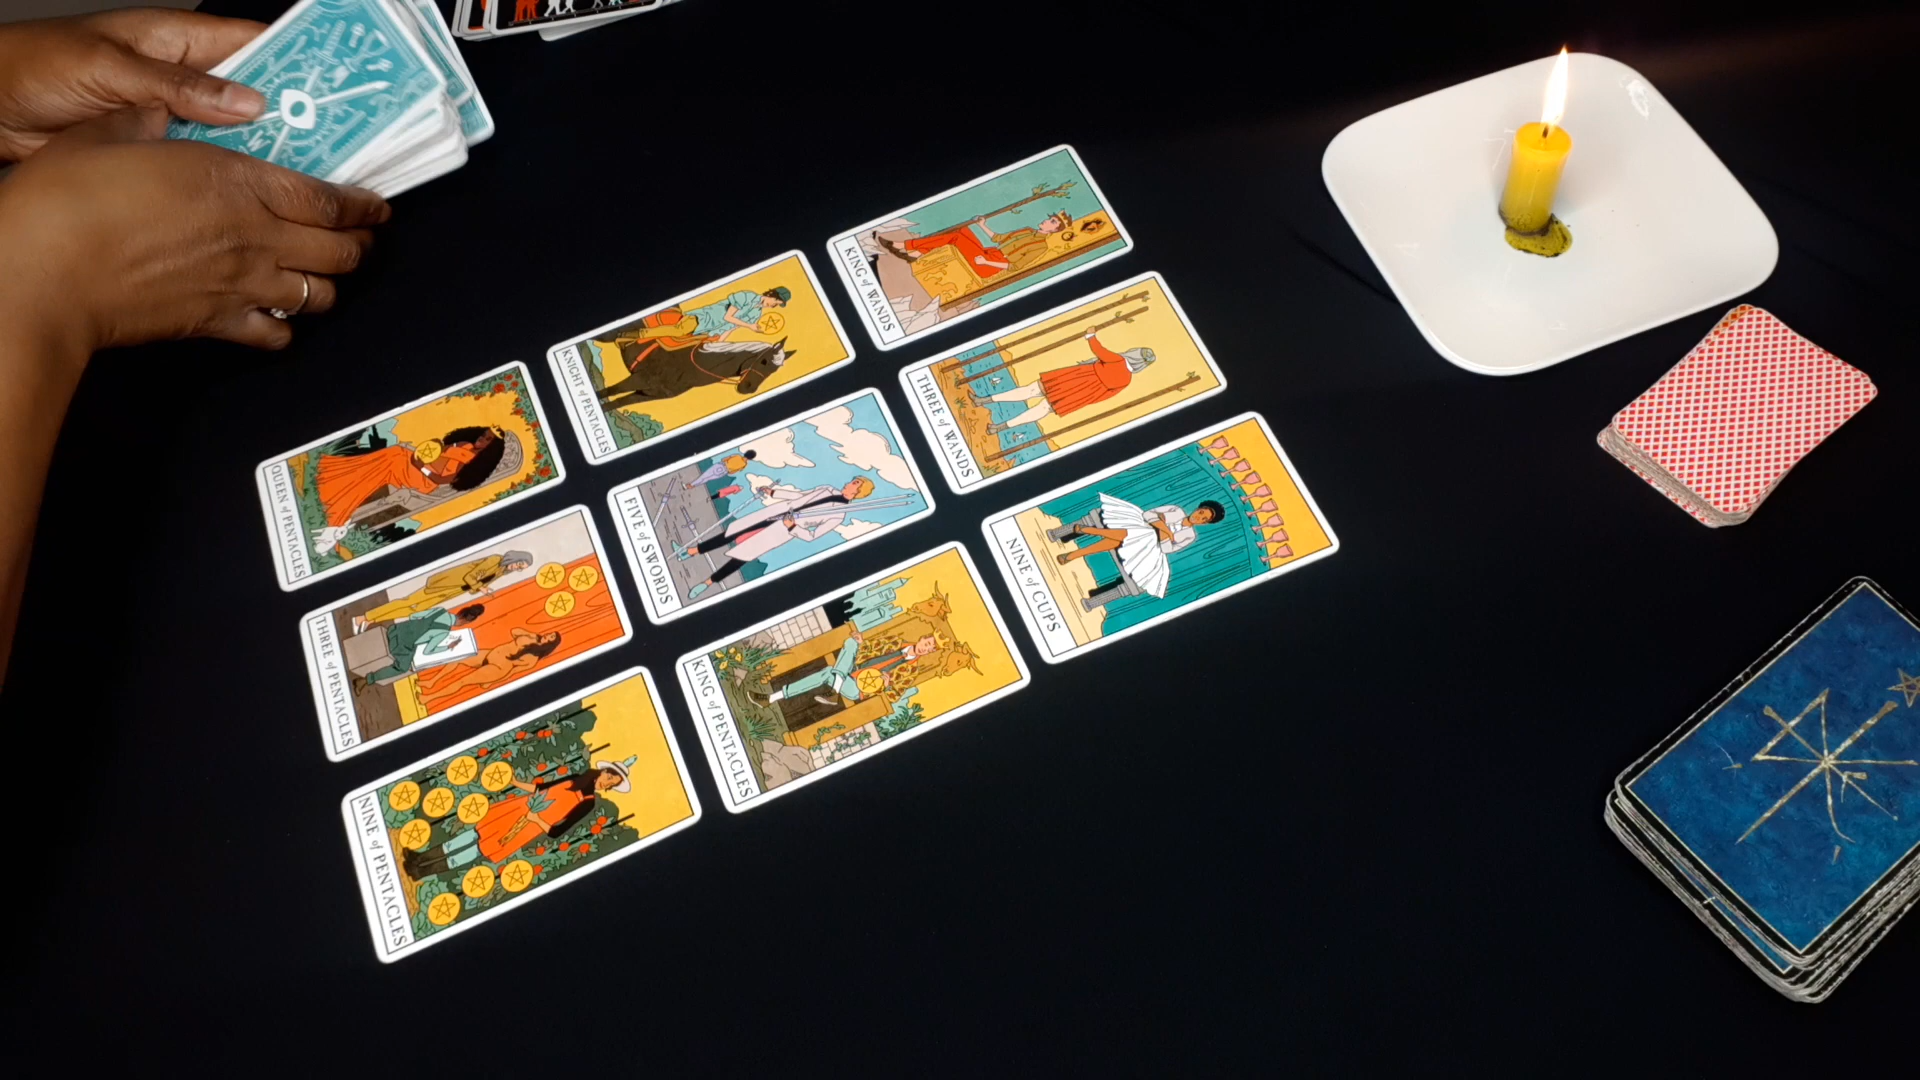 KING of WANDS
KNIGHT of PENTACLES
THREE of WANDS
QUEEN of PENTACLES
FIVE of SWORDS
NINE of CUPS
THREE of PENTACLES
KING of PENTACLES
NINE of PENTACLES